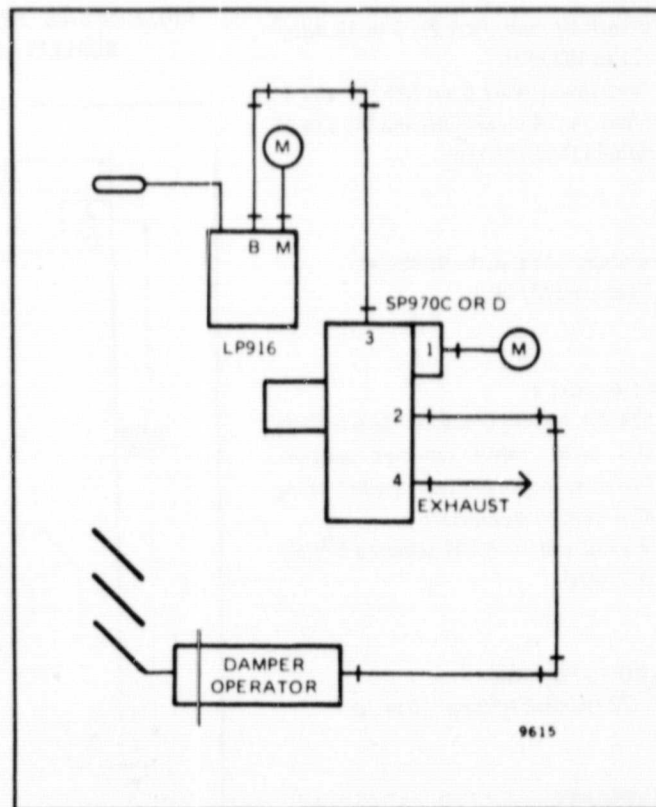 M
B M
SP970C OR D
LP916
3
1 M
2
4
EXHAUST
DAMPER
OPERATOR
9615